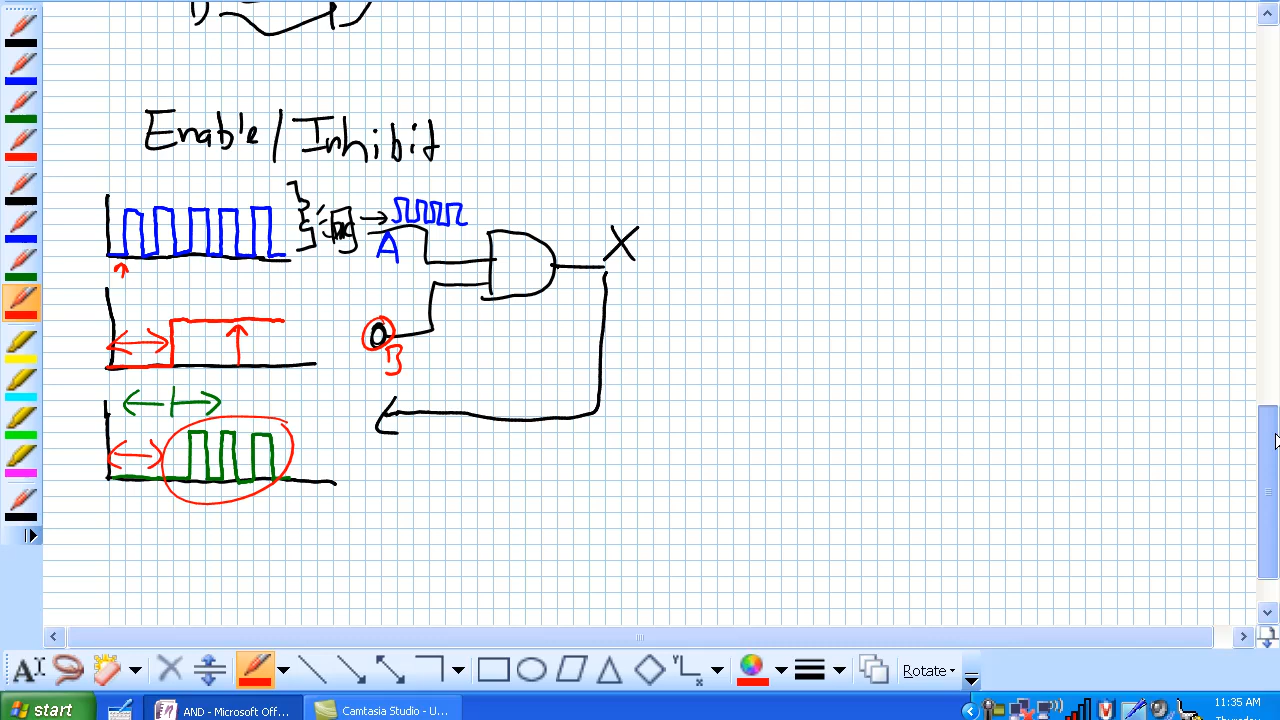 Enable / Inhibit
A
X
B
A
Rotate
start
AND - Microsoft Off...
Camtasia Studio - U...
11:35 AM